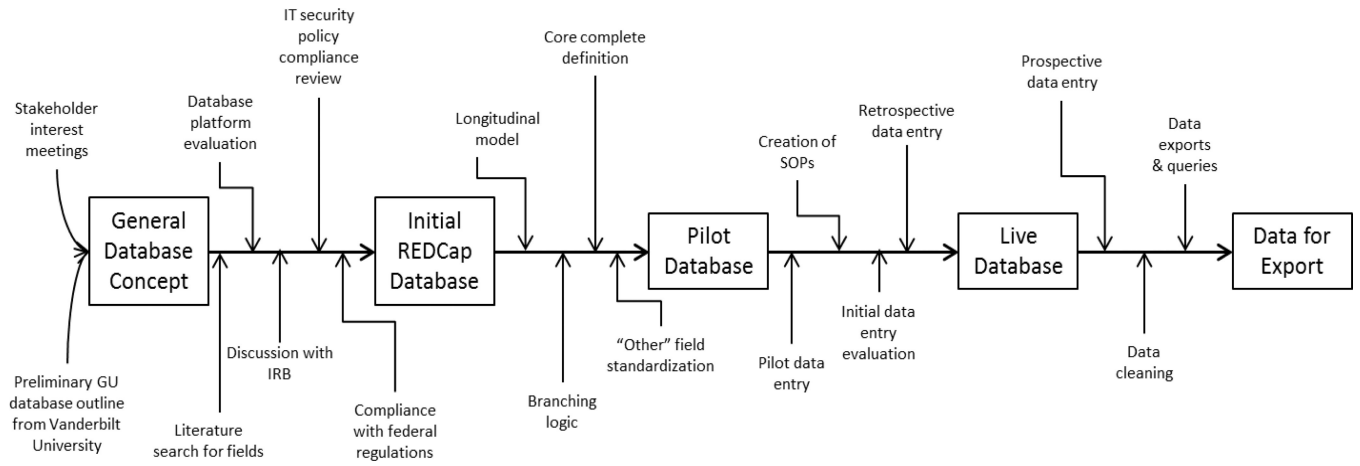 Stakeholder
interest
meetings
Preliminary GU
database outline
from Vanderbilt
University
General
Database
Concept
Literature
search for fields
Database
platform
evaluation
Discussion with
IRB
IT security
policy
compliance
review
Compliance
with federal
regulations
Initial
REDCap
Database
Longitudinal
model
Branching
logic
Core complete
definition
“Other” field
standardization
Pilot
Database
Pilot data
entry
Creation of
SOPs
Initial data
entry
evaluation
Retrospective
data entry
Live
Database
Prospective
data entry
Data
cleaning
Data
exports
& queries
Data for
Export